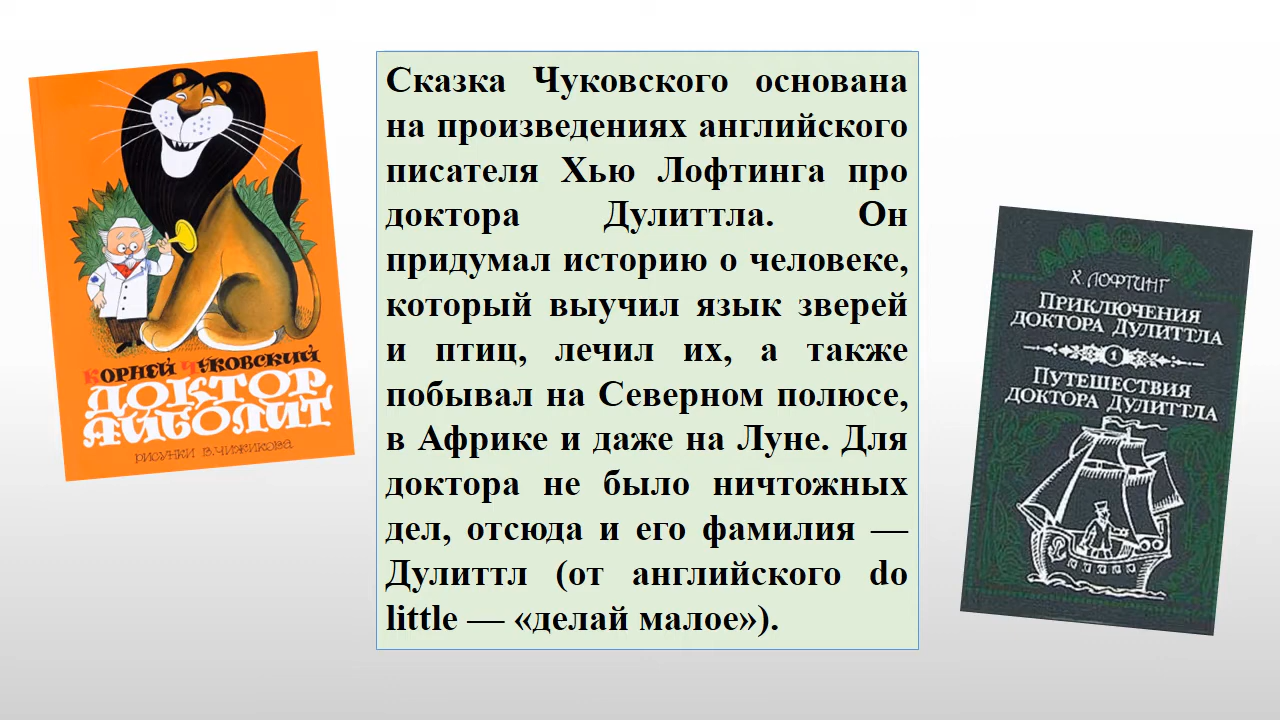 КОРНЕЙ ЧУКОВСКИЙ
ДОКТОР
АЙБОЛИТ
РИСУНКИ В. ЧИЖИКОВА
Сказка Чуковского основана
на произведениях английского
писателя Хью Лофтинга про
доктора Дулиттла. Он
придумал историю о человеке,
который выучил язык зверей
и птиц, лечил их, а также
побывал на Северном полюсе,
в Африке и даже на Луне. Для
доктора не было ничтожных
дел, отсюда и его фамилия —
Дулиттл (от английского do
little — «делай малое»).
АЙБОЛИТ
Х. ЛОФТИНГ
ПРИКЛЮЧЕНИЯ
ДОКТОРА ДУЛИТТЛА
1
ПУТЕШЕСТВИЯ
ДОКТОРА ДУЛИТТЛА